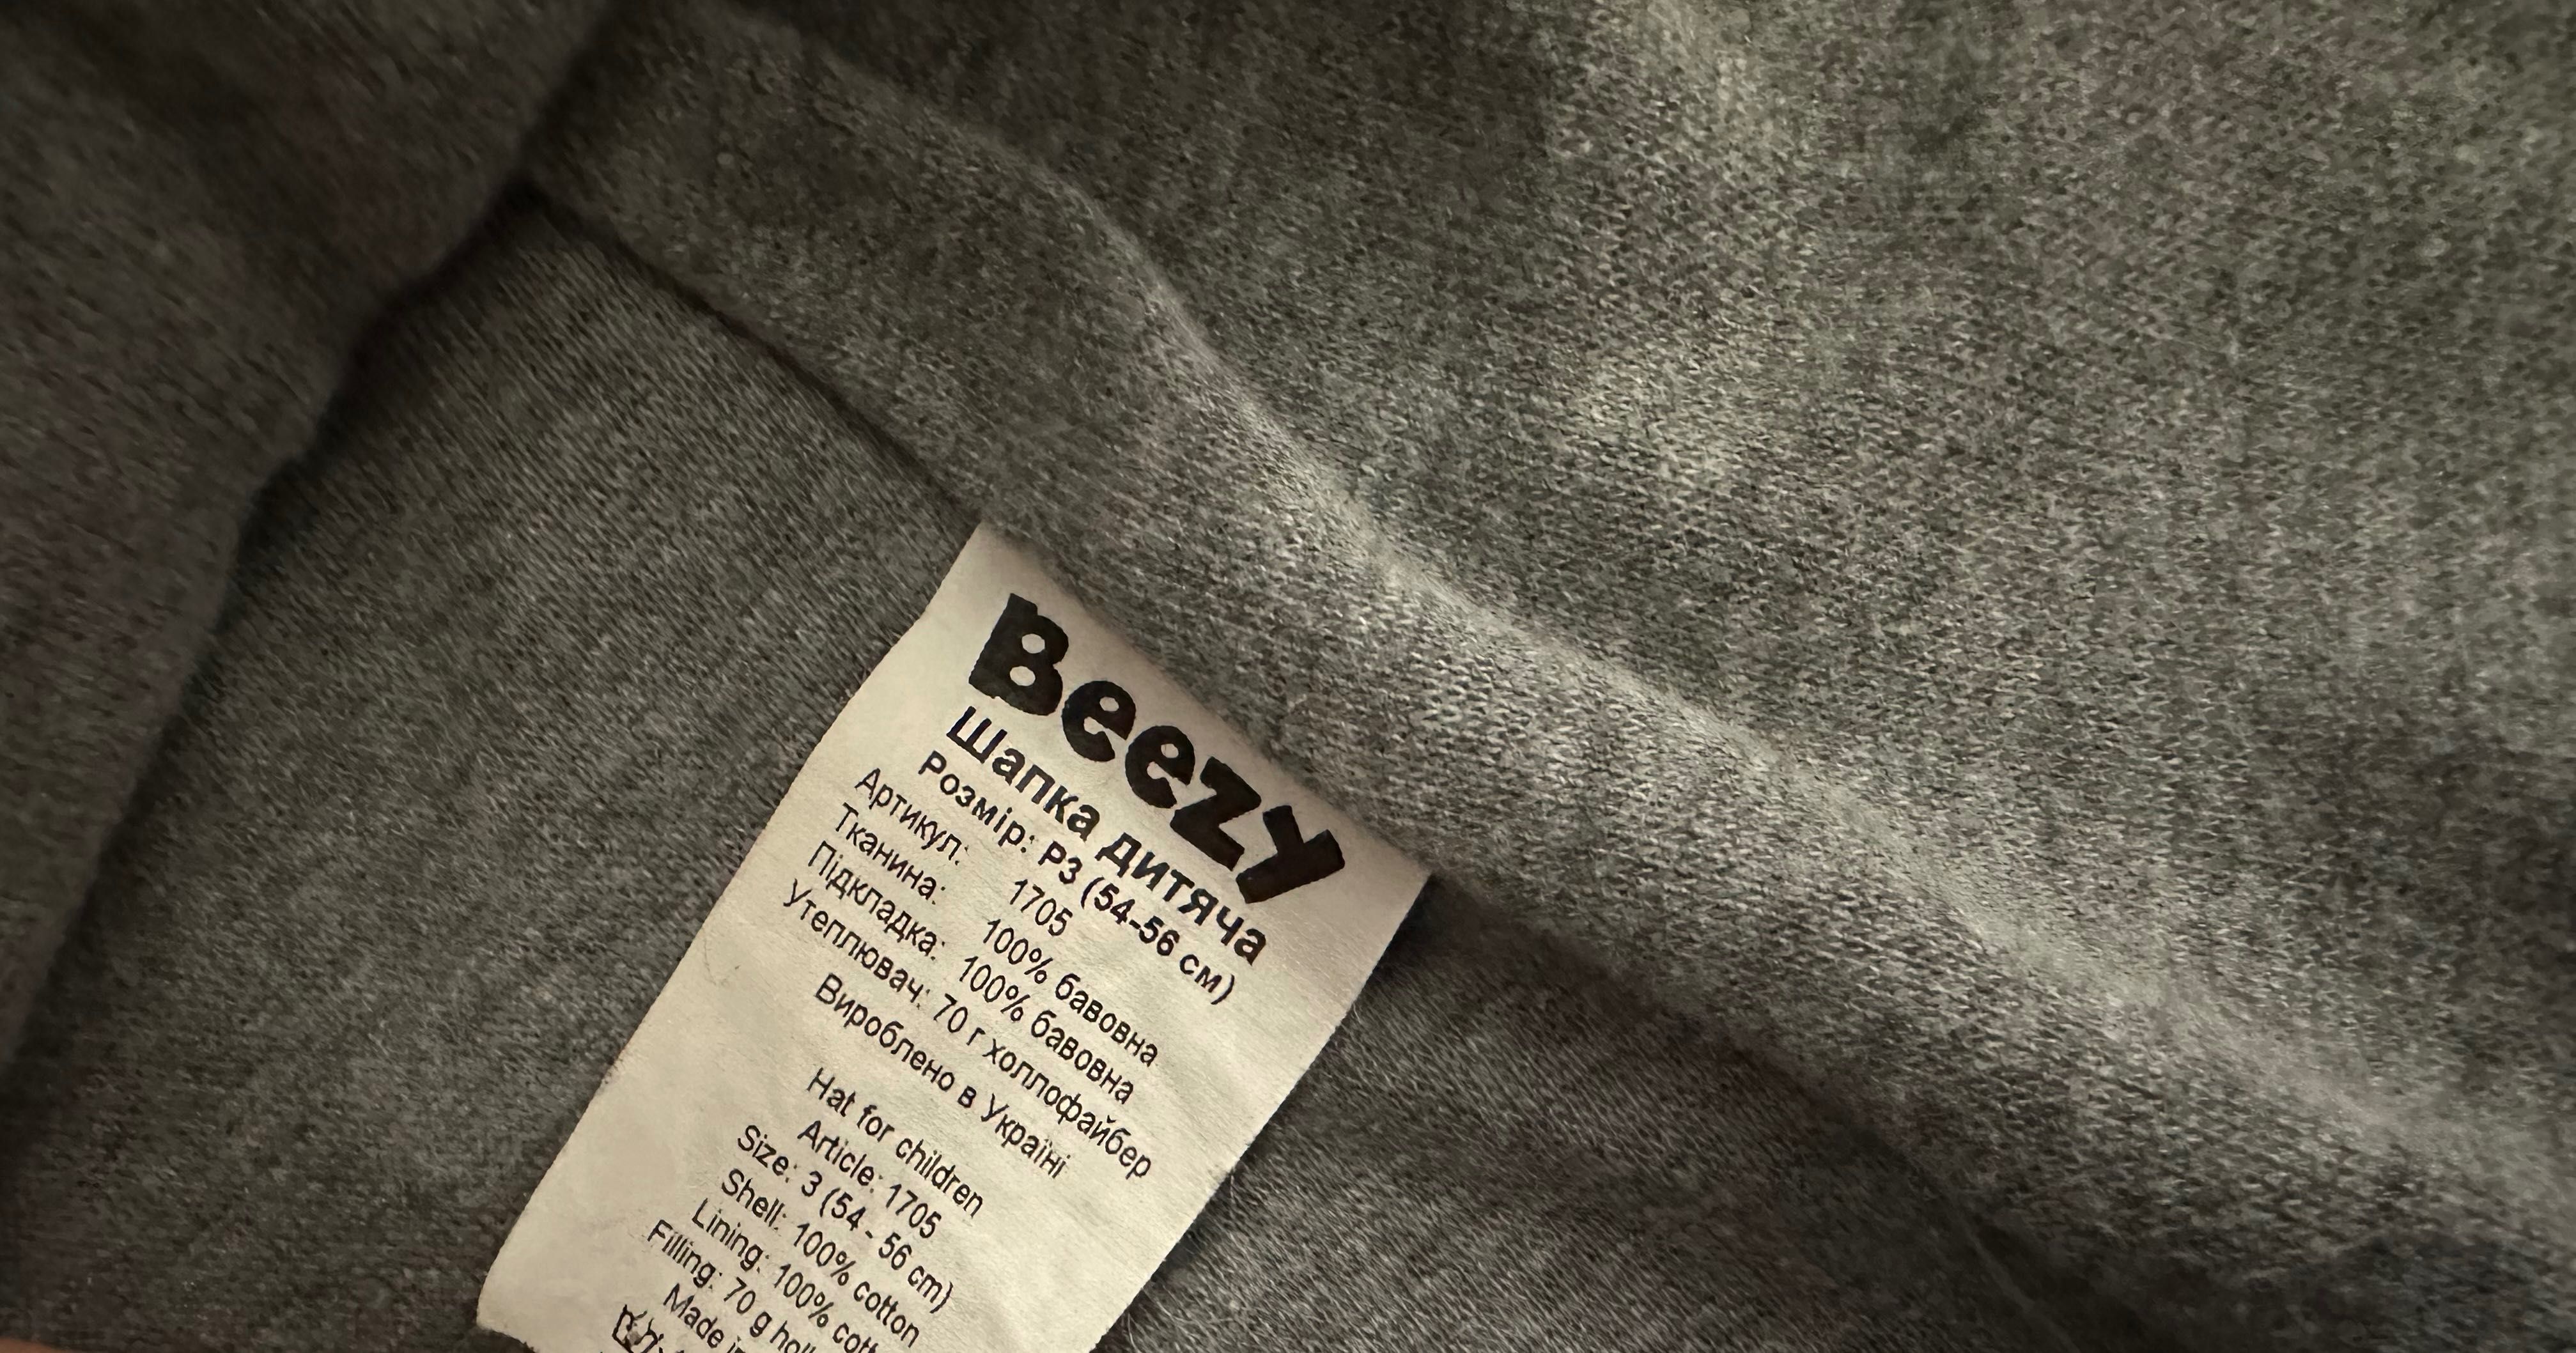 Beezy
Шапка дитяча
Розмір: Р3 (54-56 см)
Артикул: 1705
Тканина: 100% бавовна
Підкладка: 100% бавовна
Утеплювач: 70 г холлофайбер
Вироблено в Україні
Hat for children
Article: 1705
Size: 3 (54 - 56 cm)
Shell: 100% cotton
Lining: 100%
Filling: 70 g
Made